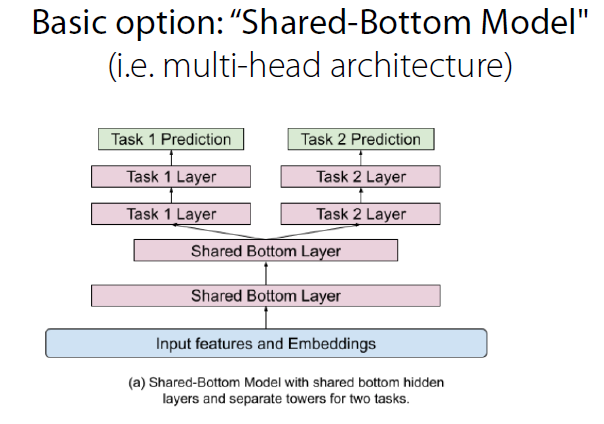 Basic option: “Shared-Bottom Model"
(i.e. multi-head architecture)
Task 1 Prediction
Task 2 Prediction
Task 1 Layer
Task 2 Layer
Task 1 Layer
Task 2 Layer
Shared Bottom Layer
Shared Bottom Layer
Input features and Embeddings
(a) Shared-Bottom Model with shared bottom hidden
layers and separate towers for two tasks.